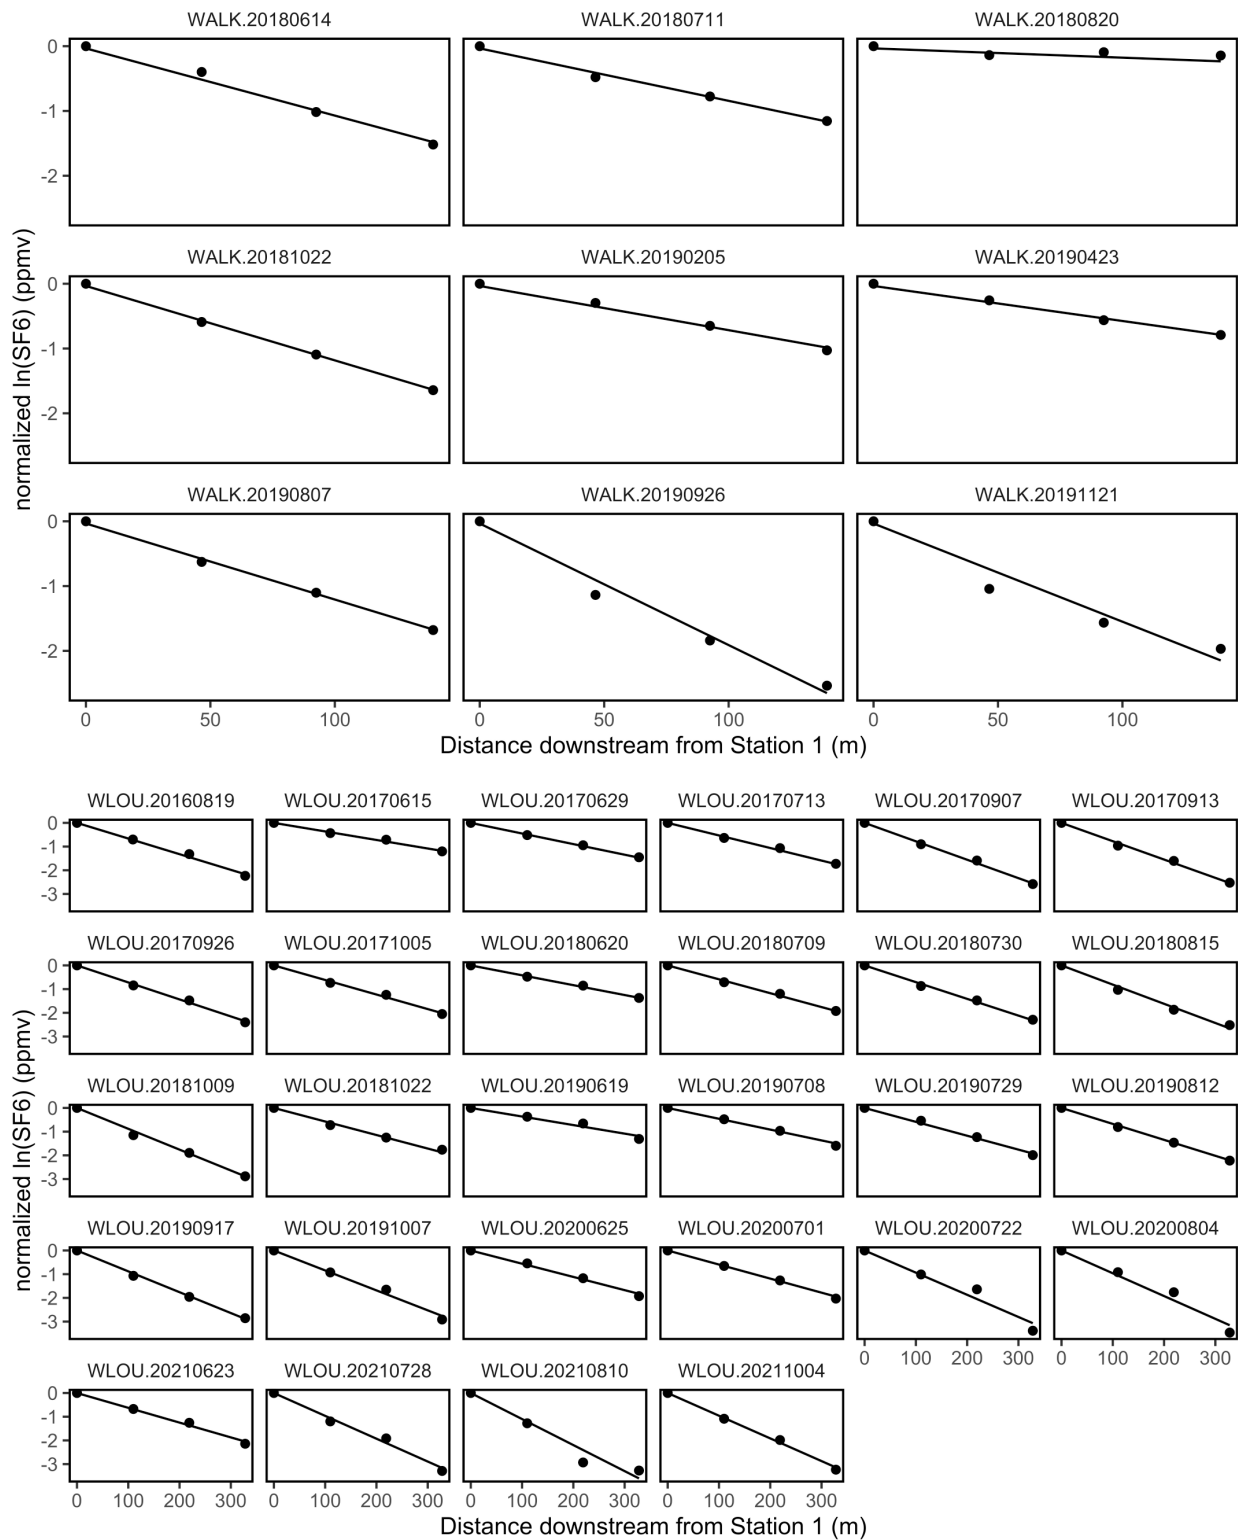 WALK.20180614 WALK.20180711 WALK.20180820
0
-1
-2
WALK.20181022 WALK.20190205 WALK.20190423
0
-1
-2
WALK.20190807 WALK.20190926 WALK.20191121
0
-1
-2
0 50 100 0 50 100 0 50 100
normalized ln(SF6) (ppmv)
Distance downstream from Station 1 (m)
WLOU.20160819 WLOU.20170615 WLOU.20170629 WLOU.20170713 WLOU.20170907 WLOU.20170913
0
-1
-2
-3
WLOU.20170926 WLOU.20171005 WLOU.20180620 WLOU.20180709 WLOU.20180730 WLOU.20180815
0
-1
-2
-3
WLOU.20181009 WLOU.20181022 WLOU.20190619 WLOU.20190708 WLOU.20190729 WLOU.20190812
0
-1
-2
-3
WLOU.20190917 WLOU.20191007 WLOU.20200625 WLOU.20200701 WLOU.20200722 WLOU.20200804
0
-1
-2
-3
0 100 200 300 0 100 200 300
WLOU.20210623 WLOU.20210728 WLOU.20210810 WLOU.20211004
0
-1
-2
-3
0 100 200 300 0 100 200 300 0 100 200 300 0 100 200 300
normalized ln(SF6) (ppmv)
Distance downstream from Station 1 (m)